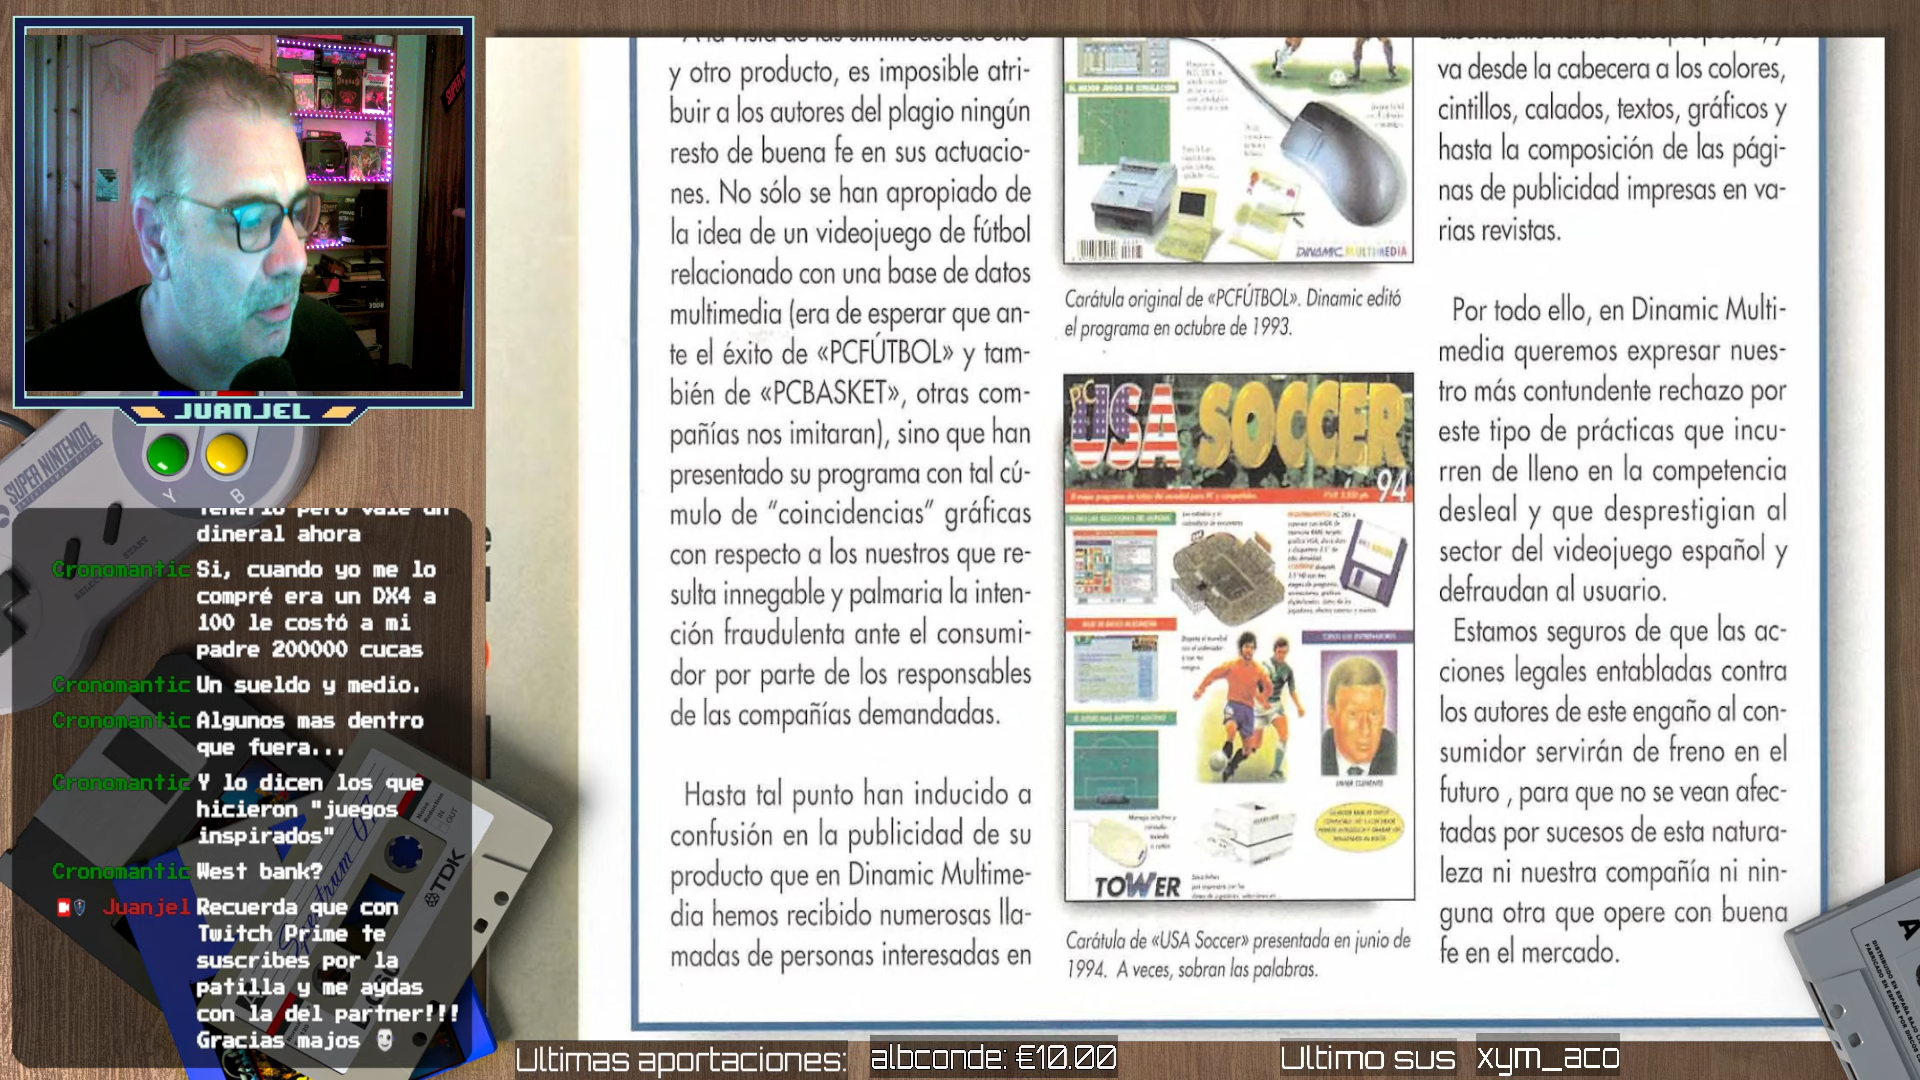 JUANJEL
SUPER NINTENDO
Y
B
START
SELECT
Tenerlo pero vale un
dineral ahora
Cronomantic Si, cuando yo me lo
compré era un DX4 a
100 le costó a mi
padre 200000 cucas
Cronomantic Un sueldo y medio.
Cronomantic Algunos mas dentro
que fuera...
Cronomantic Y lo dicen los que
hicieron "juegos
inspirados"
Cronomantic West bank?
Juanjel Recuerda que con
Twitch Prime te
suscribes por la
patilla y me aydas
con la del partner!!!
Gracias majos
TDK
y otro producto, es imposible atri-
buir a los autores del plagio ningún
resto de buena fe en sus actuacio-
nes. No sólo se han apropiado de
la idea de un videojuego de fútbol
relacionado con una base de datos
multimedia (era de esperar que an-
te el éxito de «PCFÚTBOL» y tam-
bién de «PCBASKET», otras com-
pañías nos imitaran), sino que han
presentado su programa con tal cú-
mulo de “coincidencias” gráficas
con respecto a los nuestros que re-
sulta innegable y palmaria la inten-
ción fraudulenta ante el consumi-
dor por parte de los responsables
de las compañías demandadas.
Hasta tal punto han inducido a
confusión en la publicidad de su
producto que en Dinamic Multime-
dia hemos recibido numerosas lla-
madas de personas interesadas en
DINAMIC MULTIMEDIA
Carátula original de «PCFÚTBOL». Dinamic editó
el programa en octubre de 1993.
PC
USA SOCCER
94
JAVIER CLEMENTE
TOWER
Carátula de «USA Soccer» presentada en junio de
1994. A veces, sobran las palabras.
va desde la cabecera a los colores,
cintillos, calados, textos, gráficos y
hasta la composición de las pági-
nas de publicidad impresas en va-
rias revistas.
Por todo ello, en Dinamic Multi-
media queremos expresar nues-
tro más contundente rechazo por
este tipo de prácticas que incu-
rren de lleno en la competencia
desleal y que desprestigian al
sector del videojuego español y
defraudan al usuario.
Estamos seguros de que las ac-
ciones legales entabladas contra
los autores de este engaño al con-
sumidor servirán de freno en el
futuro , para que no se vean afec-
tadas por sucesos de esta natura-
leza ni nuestra compañía ni nin-
guna otra que opere con buena
fe en el mercado.
Ultimas aportaciones: albconde: €10.00
Ultimo sus xym_aco